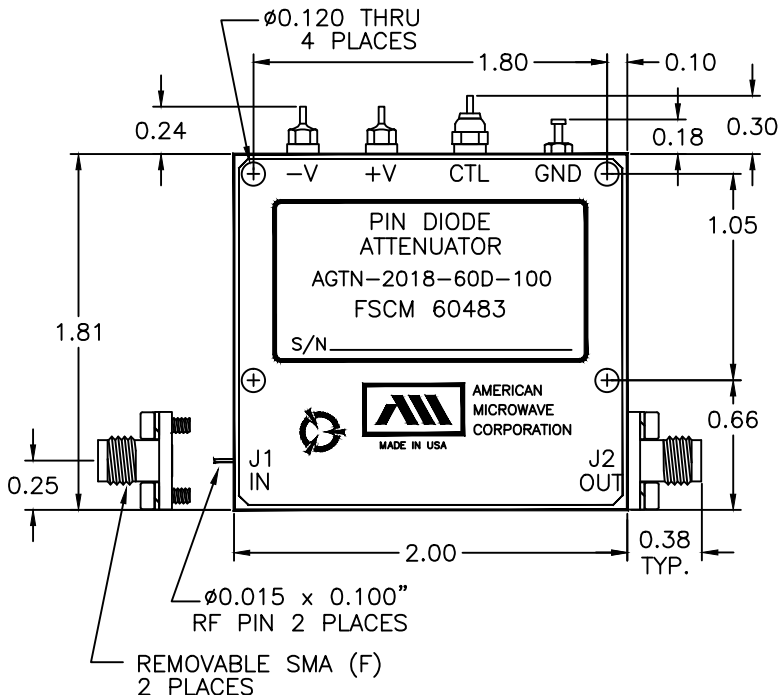 ⌀0.120 THRU
4 PLACES
1.80
0.10
0.24
0.18
0.30
-V +V CTL GND
PIN DIODE
ATTENUATOR
AGTN-2018-60D-100
FSCM 60483
S/N
1.05
1.81
AMERICAN
MICROWAVE
CORPORATION
MADE IN USA
0.66
J1
IN
J2
OUT
0.25
2.00
0.38
TYP.
⌀0.015 x 0.100"
RF PIN 2 PLACES
REMOVABLE SMA (F)
2 PLACES